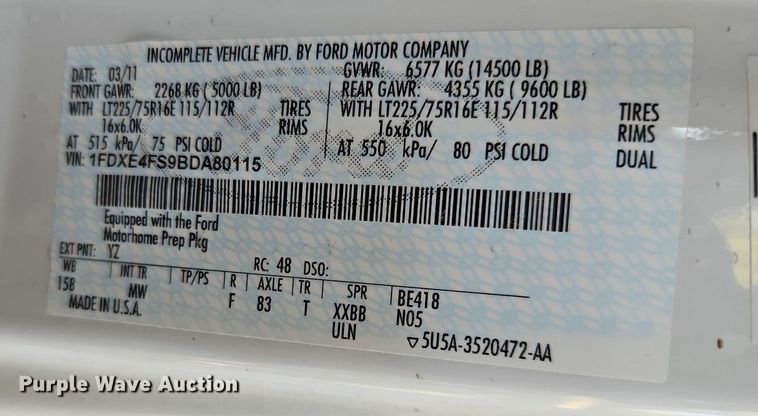 INCOMPLETE VEHICLE MFD. BY FORD MOTOR COMPANY
DATE: 03/11 GVWR: 6577 KG (14500 LB)
FRONT GAWR: 2268 KG ( 5000 LB) REAR GAWR: 4355 KG ( 9600 LB)
WITH LT225/75R16E 115/112R TIRES WITH LT225/75R16E 115/112R TIRES
16x6.0K RIMS 16x6.0K RIMS
AT 515 kPa/ 75 PSI COLD AT 550 kPa/ 80 PSI COLD DUAL
VIN: 1FDXE4FS9BDA80115
Equipped with the Ford
Motorhome Prep Pkg
EXT PNT: YZ RC: 48 DSO:
WB INT TR TP/PS R AXLE TR SPR BE418
158 MW F 83 T XXBB N05
MADE IN U.S.A. ULN ▽5U5A-3520472-AA
Purple Wave Auction